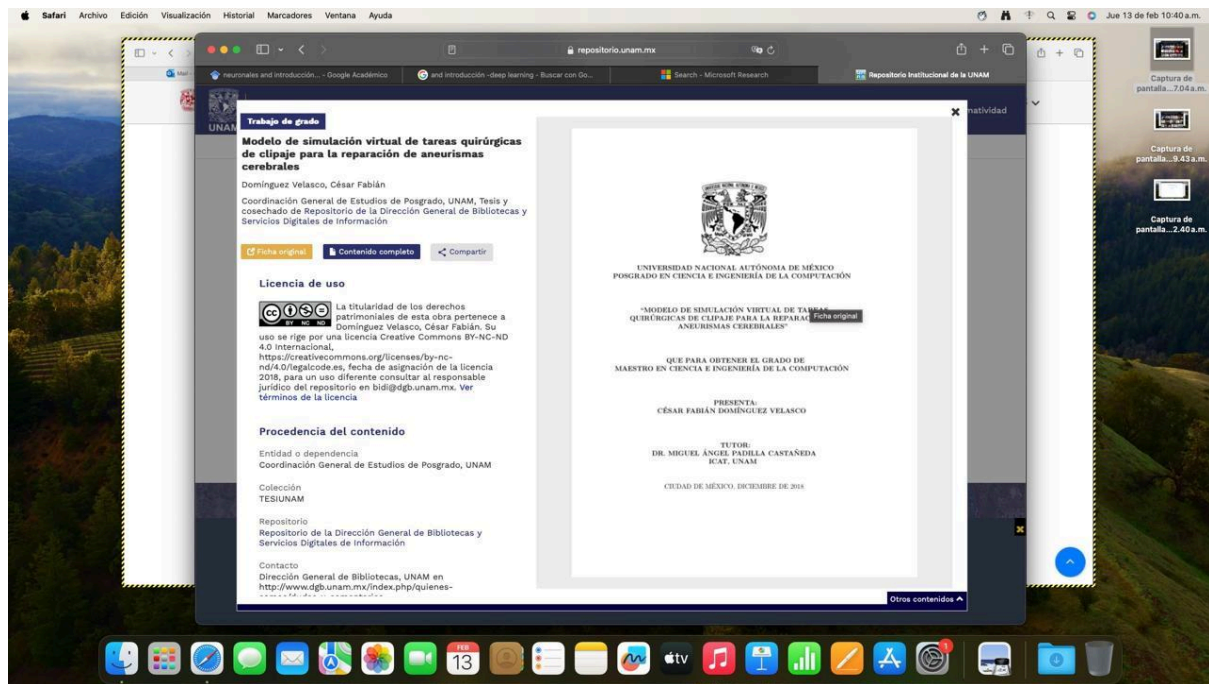 Safari Archivo Edición Visualización Historial Marcadores Ventana Ayuda
Jue 13 de feb 10:40 a.m.
repositorio.unam.mx
neuronales and introducción... - Google Académico
and introducción -deep learning - Buscar con Go...
Search - Microsoft Research
Repositorio Institucional de la UNAM
UNAM
matividad
Trabajo de grado
Modelo de simulación virtual de tareas quirúrgicas
de clipaje para la reparación de aneurismas
cerebrales
Domínguez Velasco, César Fabián
Coordinación General de Estudios de Posgrado, UNAM, Tesis y
cosechado de Repositorio de la Dirección General de Bibliotecas y
Servicios Digitales de Información
Ficha original
Contenido completo
Compartir
Licencia de uso
cc BY NC ND
La titularidad de los derechos
patrimoniales de esta obra pertenece a
Domínguez Velasco, César Fabián. Su
uso se rige por una licencia Creative Commons BY-NC-ND
4.0 Internacional,
https://creativecommons.org/licenses/by-nc-
nd/4.0/legalcode.es, fecha de asignación de la licencia
2018, para un uso diferente consultar al responsable
jurídico del repositorio en bidi@dgb.unam.mx. Ver
términos de la licencia
Procedencia del contenido
Entidad o dependencia
Coordinación General de Estudios de Posgrado, UNAM
Colección
TESIUNAM
Repositorio
Repositorio de la Dirección General de Bibliotecas y
Servicios Digitales de Información
Contacto
Dirección General de Bibliotecas, UNAM en
http://www.dgb.unam.mx/index.php/quienes-
UNIVERSIDAD NACIONAL AUTÓNOMA DE MÉXICO
POSGRADO EN CIENCIA E INGENIERÍA DE LA COMPUTACIÓN
"MODELO DE SIMULACIÓN VIRTUAL DE TAREAS
QUIRÚRGICAS DE CLIPAJE PARA LA REPARAC
Ficha original
ANEURISMAS CEREBRALES"
QUE PARA OBTENER EL GRADO DE
MAESTRO EN CIENCIA E INGENIERÍA DE LA COMPUTACIÓN
PRESENTA:
CÉSAR FABIÁN DOMÍNGUEZ VELASCO
TUTOR:
DR. MIGUEL ÁNGEL PADILLA CASTAÑEDA
ICAT, UNAM
CIUDAD DE MÉXICO, DICIEMBRE DE 2018
Otros contenidos
Captura de
pantalla...7.04 a.m.
Captura de
pantalla...9.43 a.m.
Captura de
pantalla...2.40 a.m.
FEB
13
tv
1